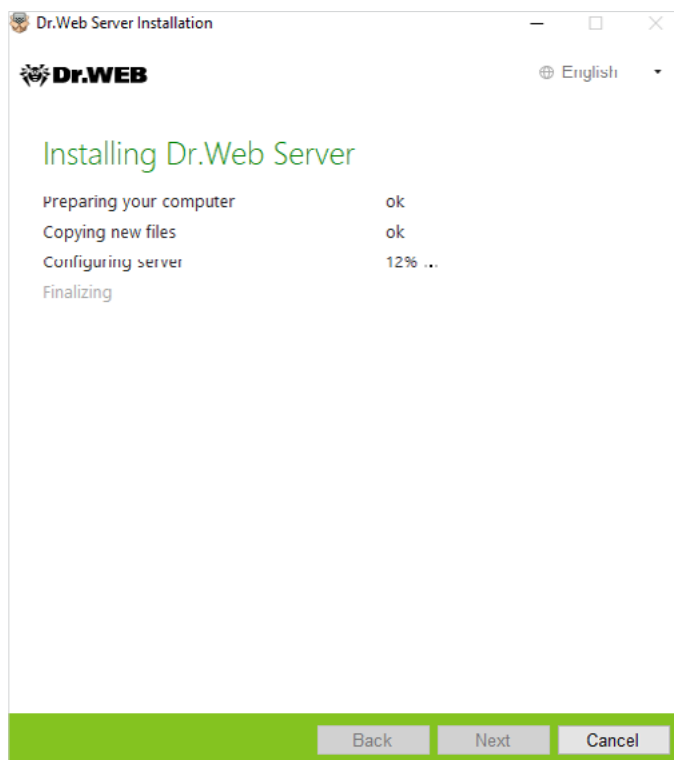 Dr.Web Server Installation
Dr.WEB
English
Installing Dr.Web Server
Preparing your computer ok
Copying new files ok
Configuring server 12% ...
Finalizing
Back Next Cancel